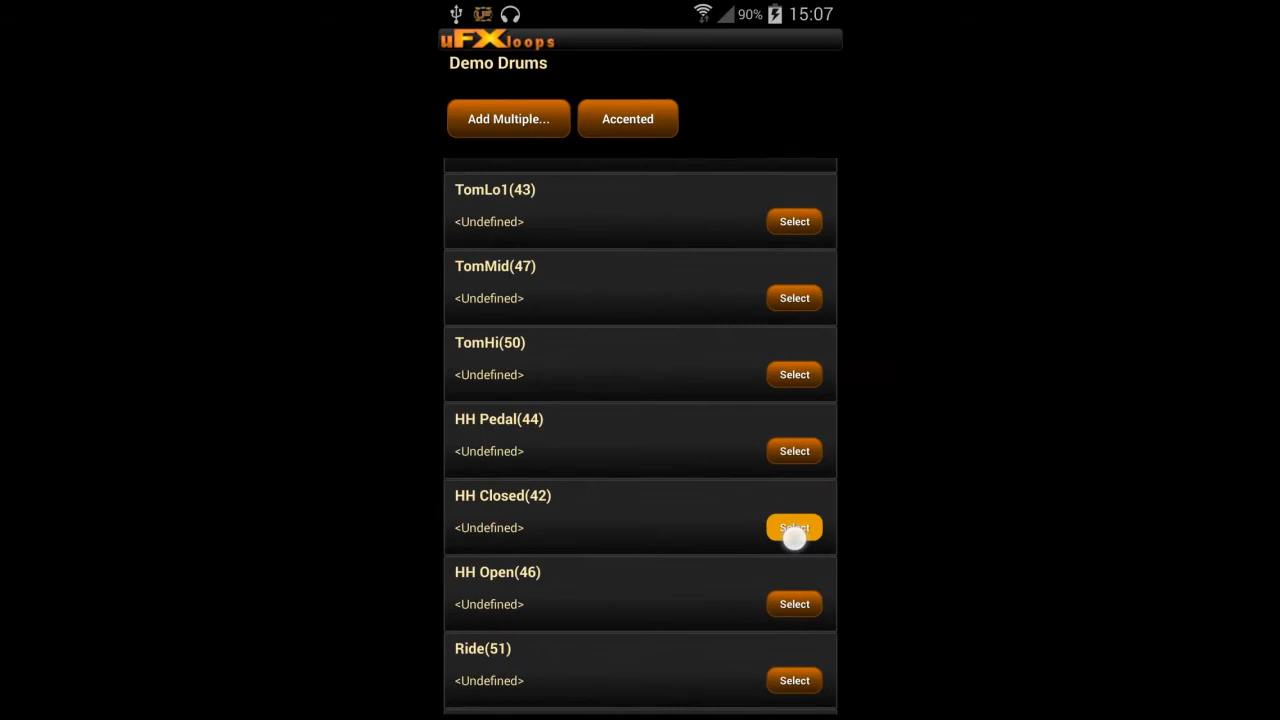 90% 15:07
uFXloops
Demo Drums
Add Multiple... Accented
TomLo1(43)
<Undefined> Select
TomMid(47)
<Undefined> Select
TomHi(50)
<Undefined> Select
HH Pedal(44)
<Undefined> Select
HH Closed(42)
<Undefined> Select
HH Open(46)
<Undefined> Select
Ride(51)
<Undefined> Select